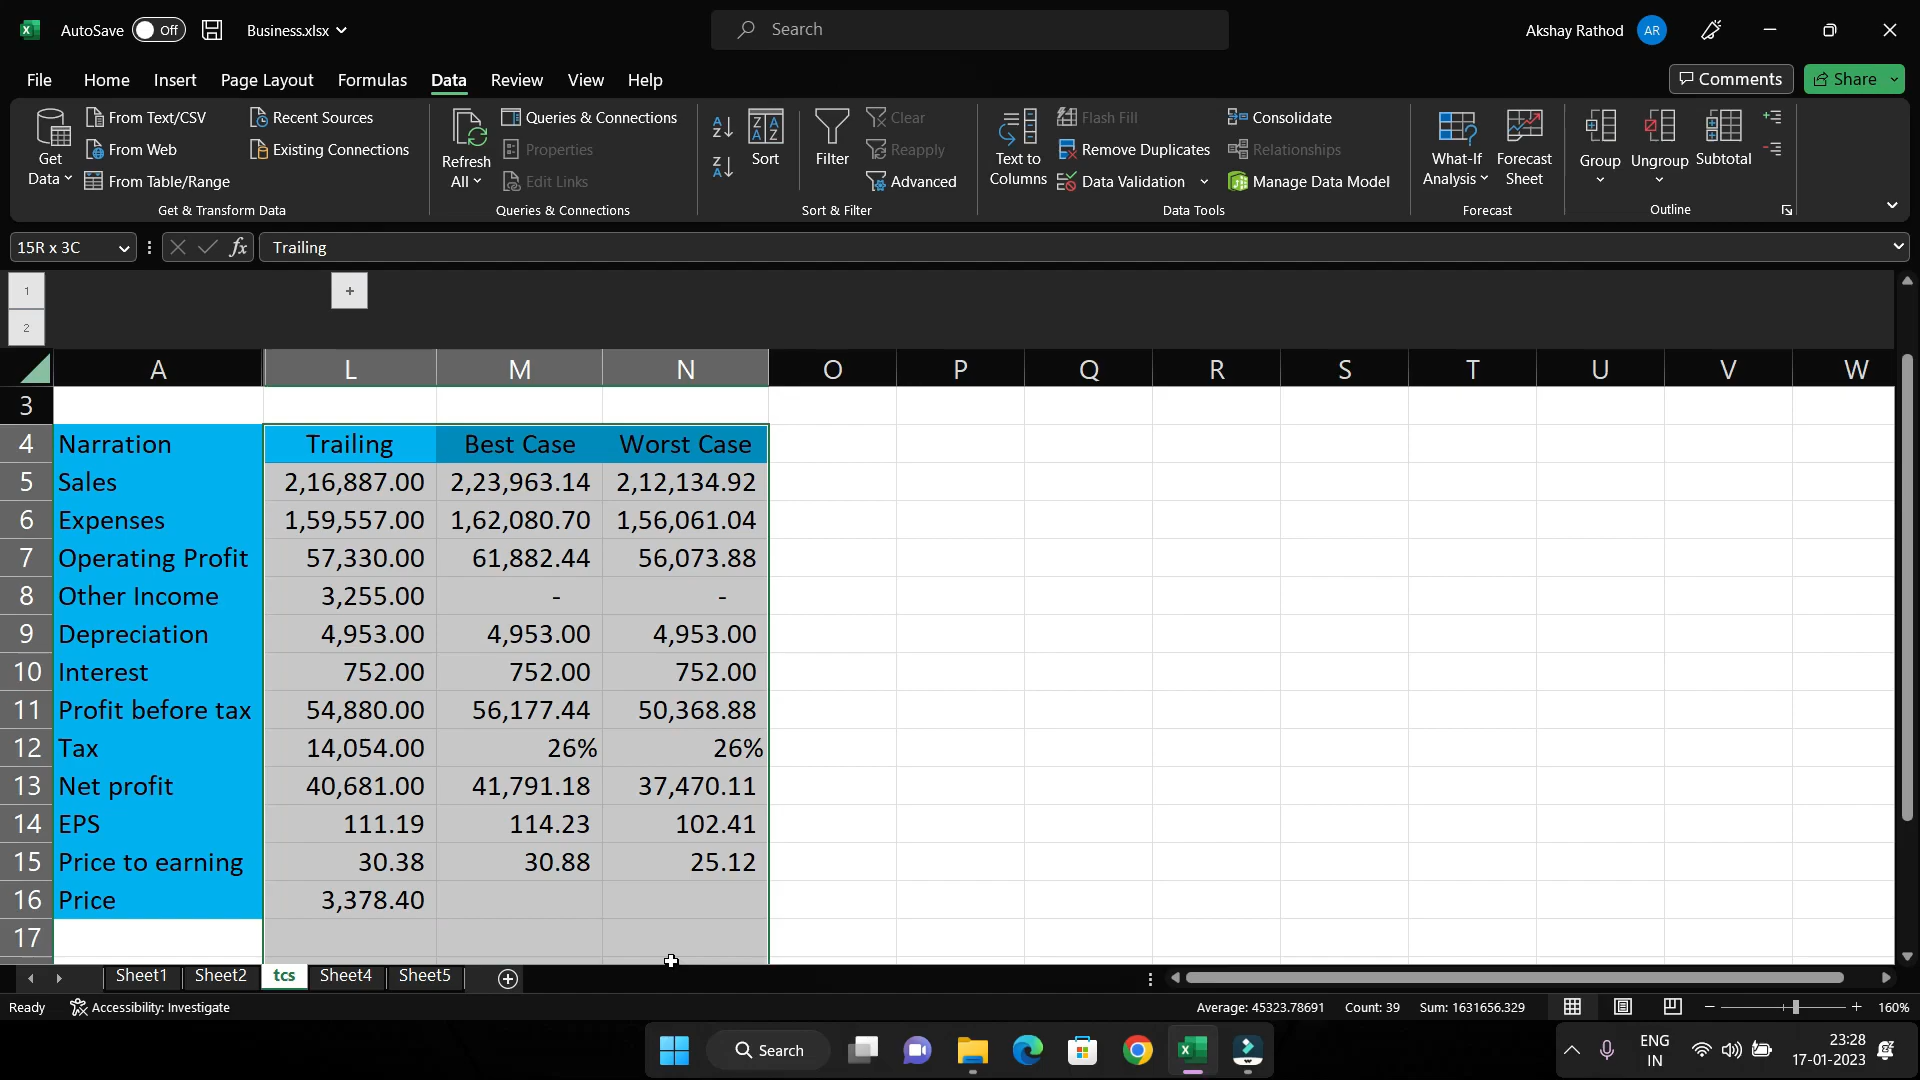 AutoSave Off Business.xlsx Search Akshay Rathod AR
File Home Insert Page Layout Formulas Data Review View Help Comments Share
Get Data From Text/CSV From Web From Table/Range Recent Sources Existing Connections
Get & Transform Data
Refresh All Queries & Connections Properties Edit Links
Queries & Connections
Sort Filter Clear Reapply Advanced
Sort & Filter
Text to Columns Flash Fill Remove Duplicates Data Validation Consolidate Relationships Manage Data Model
Data Tools
What-If Analysis Forecast Sheet
Forecast
Group Ungroup Subtotal
Outline
15R x 3C fx Trailing
1 +
2
A L M N O P Q R S T U V W
3
4 Narration Trailing Best Case Worst Case
5 Sales 2,16,887.00 2,23,963.14 2,12,134.92
6 Expenses 1,59,557.00 1,62,080.70 1,56,061.04
7 Operating Profit 57,330.00 61,882.44 56,073.88
8 Other Income 3,255.00 - -
9 Depreciation 4,953.00 4,953.00 4,953.00
10 Interest 752.00 752.00 752.00
11 Profit before tax 54,880.00 56,177.44 50,368.88
12 Tax 14,054.00 26% 26%
13 Net profit 40,681.00 41,791.18 37,470.11
14 EPS 111.19 114.23 102.41
15 Price to earning 30.38 30.88 25.12
16 Price 3,378.40
17
Sheet1 Sheet2 tcs Sheet4 Sheet5
Ready Accessibility: Investigate Average: 45323.78691 Count: 39 Sum: 1631656.329 160%
Search ENG IN 23:28 17-01-2023